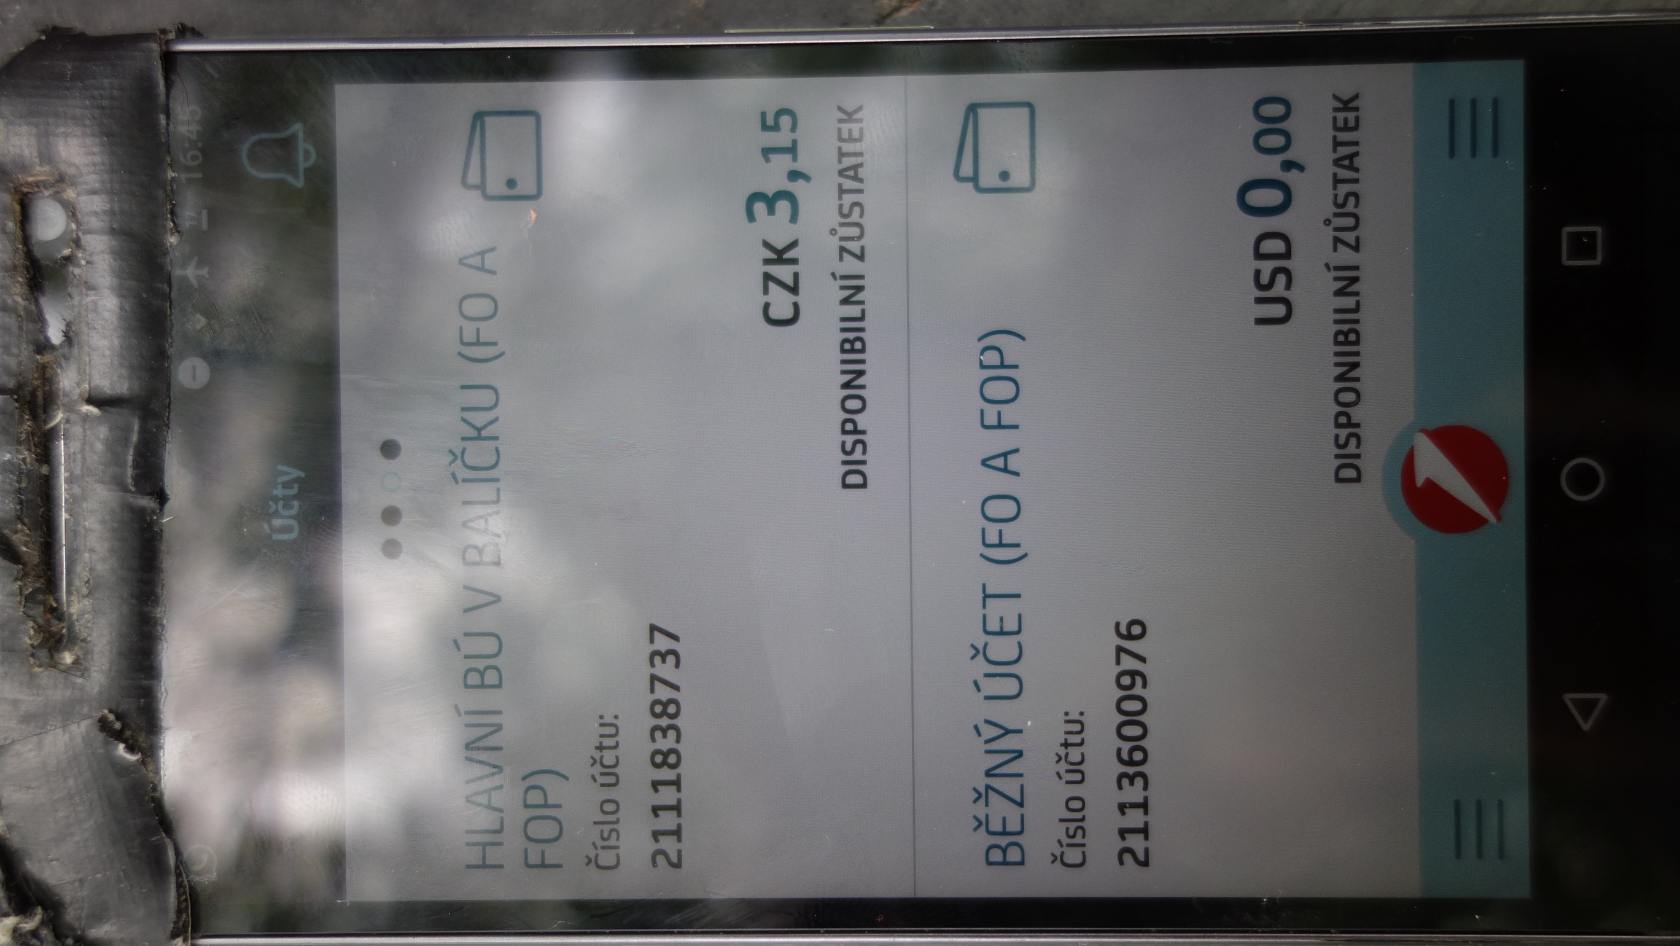 16:45
Účty
HLAVNÍ BÚ V BALÍČKU (FO A
FOP)
Číslo účtu:
2111838737
CZK 3,15
DISPONIBILNÍ ZŮSTATEK
BĚŽNÝ ÚČET (FO A FOP)
Číslo účtu:
2113600976
USD 0,00
DISPONIBILNÍ ZŮSTATEK